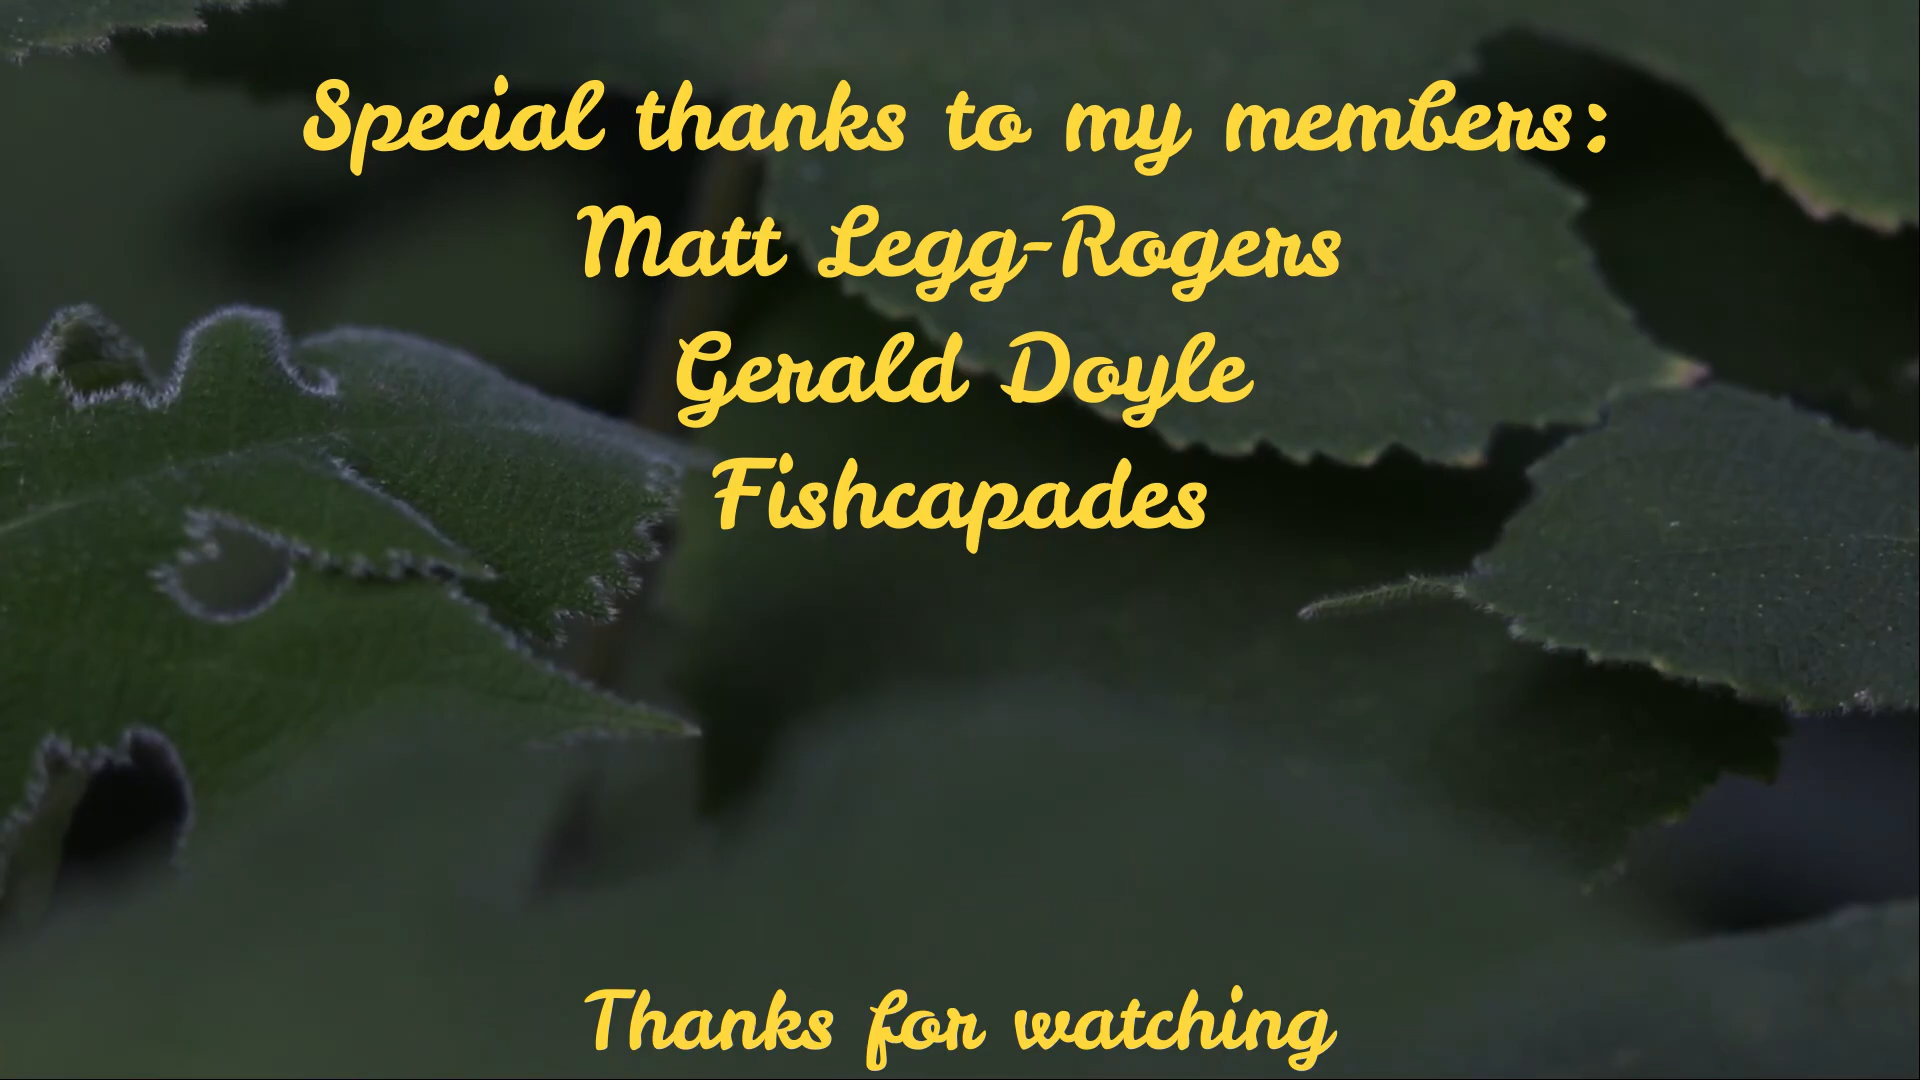 Special thanks to my members:
Matt Legg-Rogers
Gerald Doyle
Fishcapades
Thanks for watching